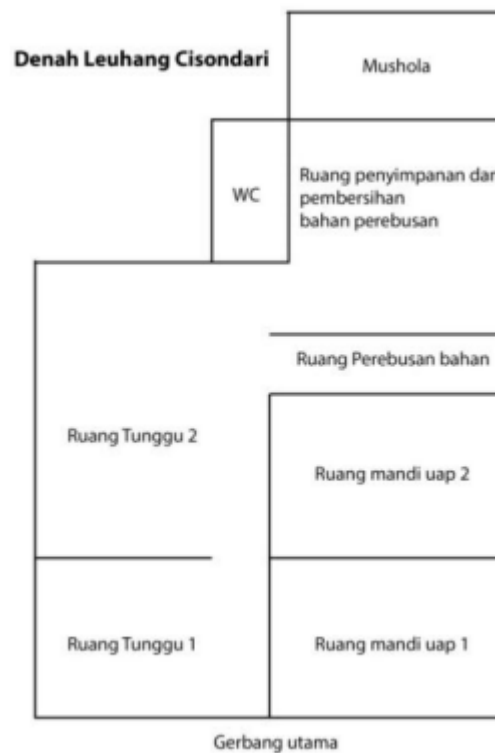 Denah Leuhang Cisondari
Mushola
WC
Ruang penyimpanan dan
pembersihan
bahan perebusan
Ruang Perebusan bahan
Ruang Tunggu 2
Ruang mandi uap 2
Ruang Tunggu 1
Ruang mandi uap 1
Gerbang utama